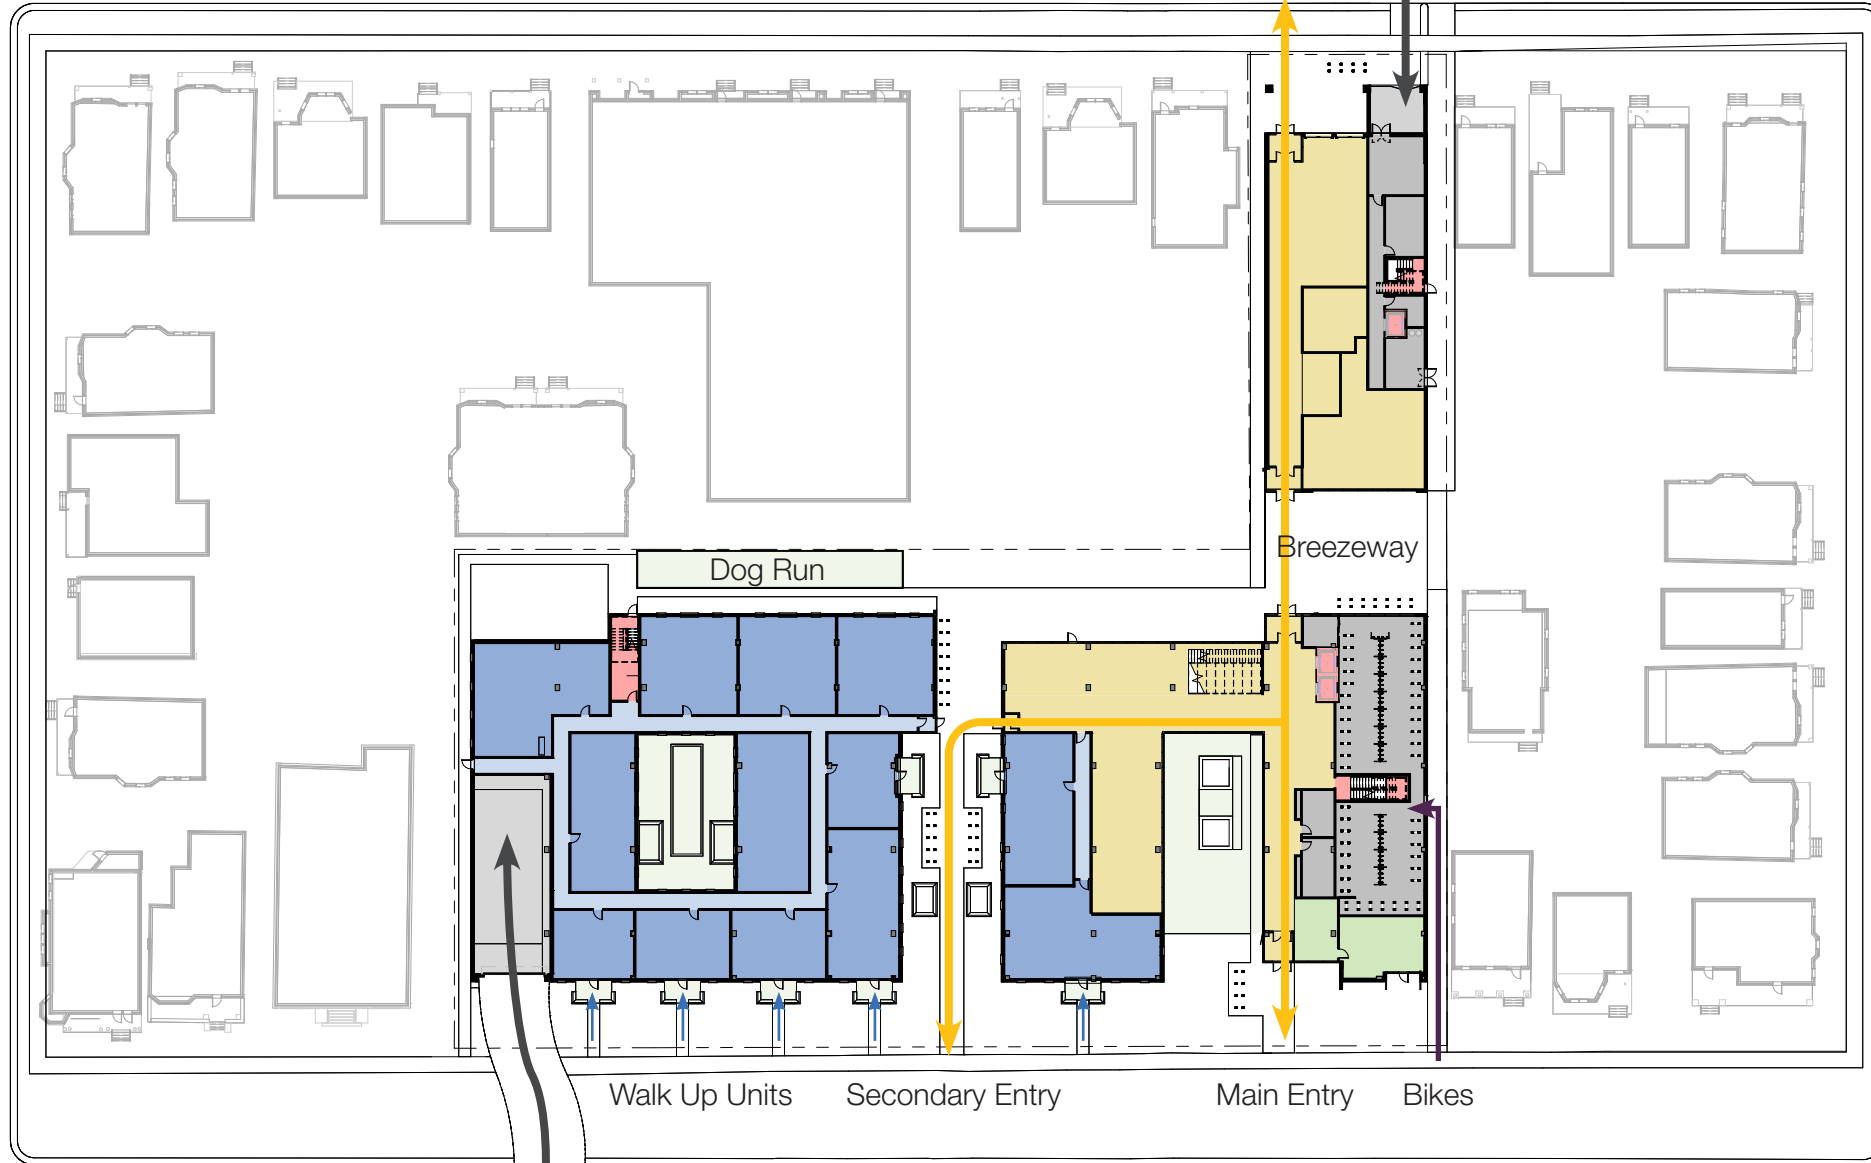 Breezeway
Dog Run
Walk Up Units
Secondary Entry
Main Entry
Bikes